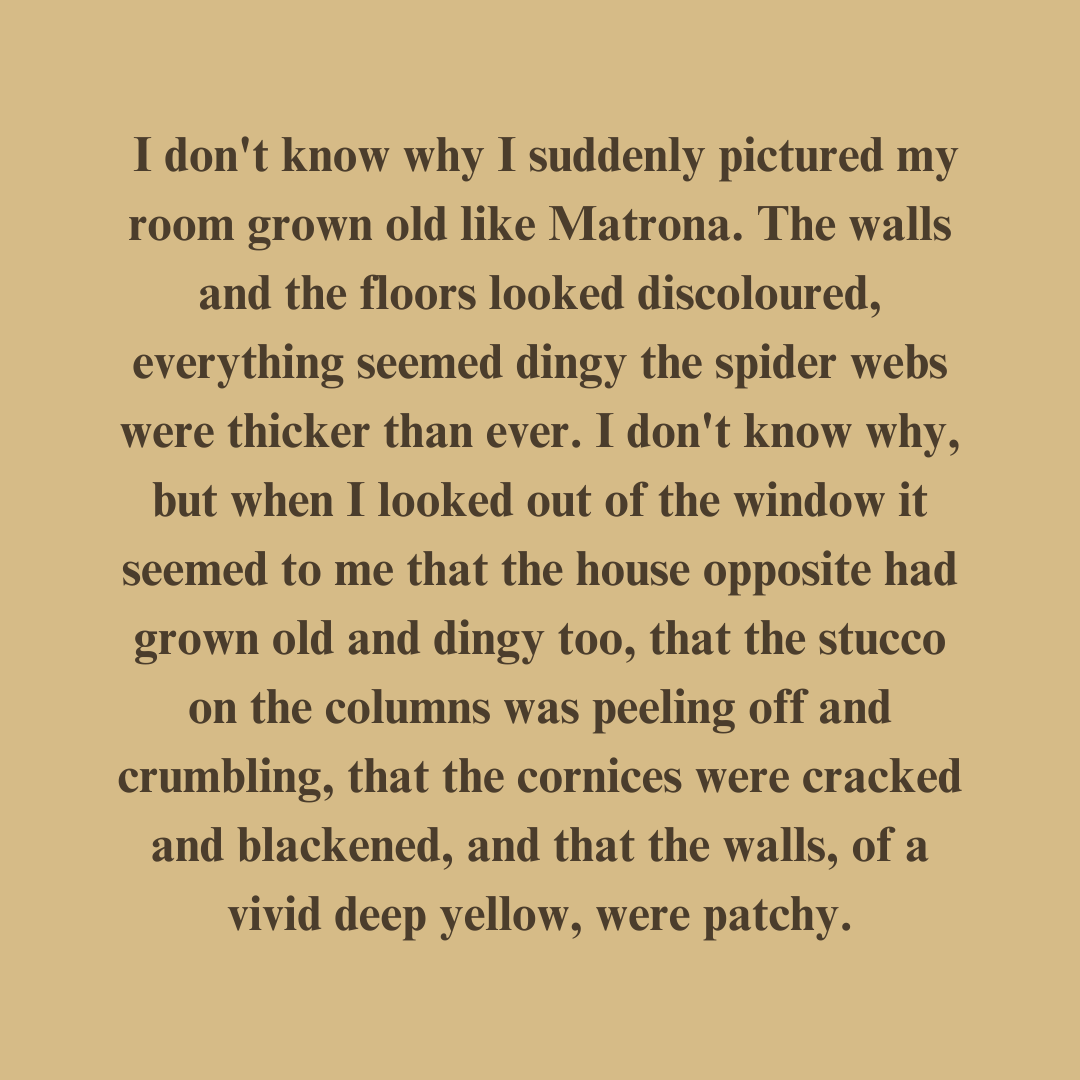 I don't know why I suddenly pictured my
room grown old like Matrona. The walls
and the floors looked discoloured,
everything seemed dingy the spider webs
were thicker than ever. I don't know why,
but when I looked out of the window it
seemed to me that the house opposite had
grown old and dingy too, that the stucco
on the columns was peeling off and
crumbling, that the cornices were cracked
and blackened, and that the walls, of a
vivid deep yellow, were patchy.